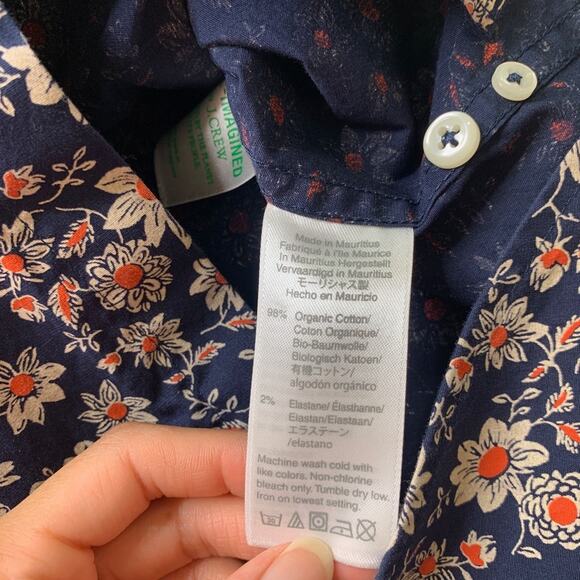 IMAGINED
J.CREW
Made in Mauritius
Fabriqué à l'île Maurice
In Mauritius Hergestellt
Vervaardigd in Mauritius
モーリシャス製
Hecho en Mauricio
98% Organic Cotton/
Coton Organique/
Bio-Baumwolle/
Biologisch Katoen/
有機コットン/
algodón orgánico
2% Elastane/ Élasthanne/
Elastan/Elastaan/
エラステーン
/elastano
Machine wash cold with
like colors. Non-chlorine
bleach only. Tumble dry low.
Iron on lowest setting.
30